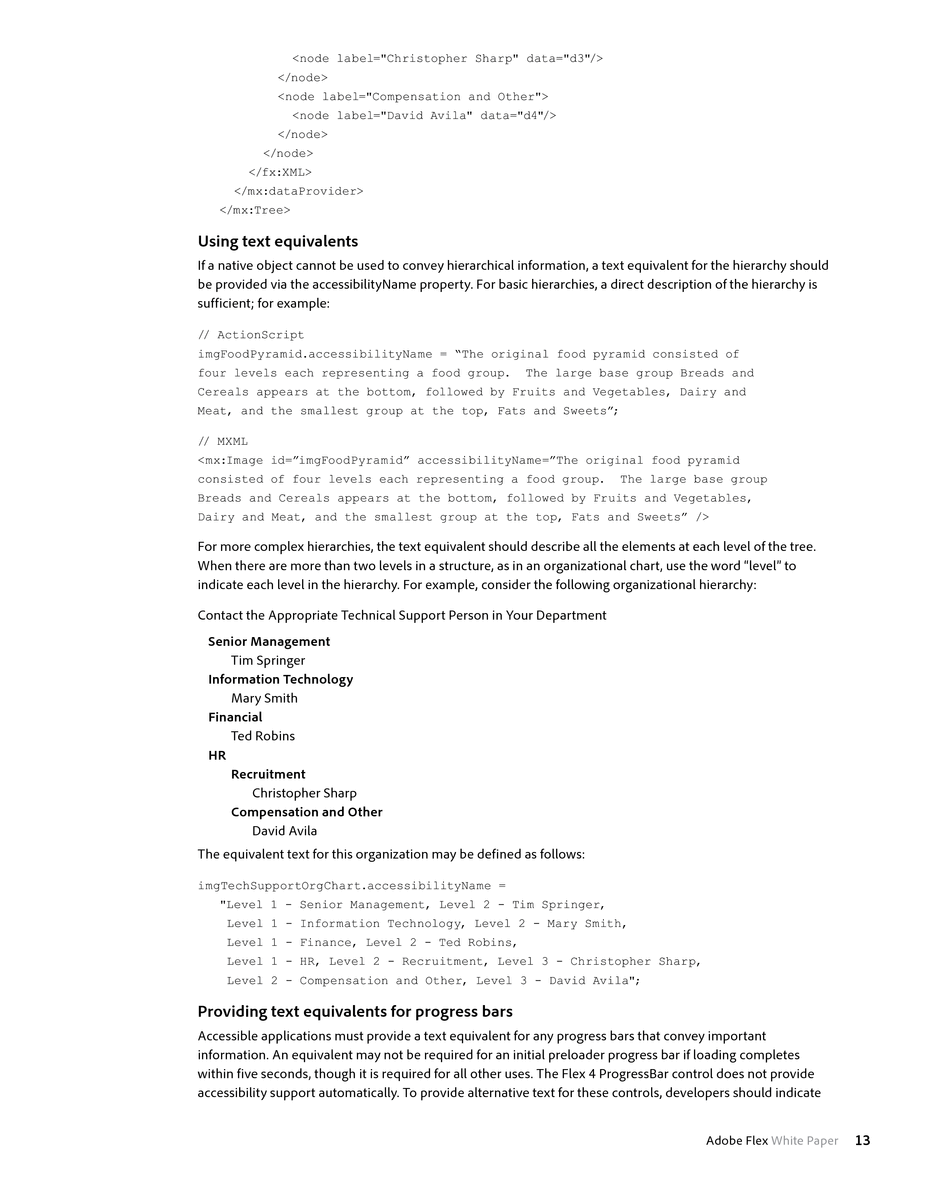 <node label="Christopher Sharp" data="d3"/>
</node>
<node label="Compensation and Other">
<node label="David Avila" data="d4"/>
</node>
</node>
</fx:XML>
</mx:dataProvider>
</mx:Tree>
Using text equivalents
If a native object cannot be used to convey hierarchical information, a text equivalent for the hierarchy should
be provided via the accessibilityName property. For basic hierarchies, a direct description of the hierarchy is
sufficient; for example:
// ActionScript
imgFoodPyramid.accessibilityName = “The original food pyramid consisted of
four levels each representing a food group.  The large base group Breads and
Cereals appears at the bottom, followed by Fruits and Vegetables, Dairy and
Meat, and the smallest group at the top, Fats and Sweets”;
// MXML
<mx:Image id=”imgFoodPyramid” accessibilityName=”The original food pyramid
consisted of four levels each representing a food group.  The large base group
Breads and Cereals appears at the bottom, followed by Fruits and Vegetables,
Dairy and Meat, and the smallest group at the top, Fats and Sweets” />
For more complex hierarchies, the text equivalent should describe all the elements at each level of the tree.
When there are more than two levels in a structure, as in an organizational chart, use the word “level” to
indicate each level in the hierarchy. For example, consider the following organizational hierarchy:
Contact the Appropriate Technical Support Person in Your Department
Senior Management
Tim Springer
Information Technology
Mary Smith
Financial
Ted Robins
HR
Recruitment
Christopher Sharp
Compensation and Other
David Avila
The equivalent text for this organization may be defined as follows:
imgTechSupportOrgChart.accessibilityName =
"Level 1 - Senior Management, Level 2 - Tim Springer,
Level 1 - Information Technology, Level 2 - Mary Smith,
Level 1 - Finance, Level 2 - Ted Robins,
Level 1 - HR, Level 2 - Recruitment, Level 3 - Christopher Sharp,
Level 2 - Compensation and Other, Level 3 - David Avila";
Providing text equivalents for progress bars
Accessible applications must provide a text equivalent for any progress bars that convey important
information. An equivalent may not be required for an initial preloader progress bar if loading completes
within five seconds, though it is required for all other uses. The Flex 4 ProgressBar control does not provide
accessibility support automatically. To provide alternative text for these controls, developers should indicate
Adobe Flex White Paper 13